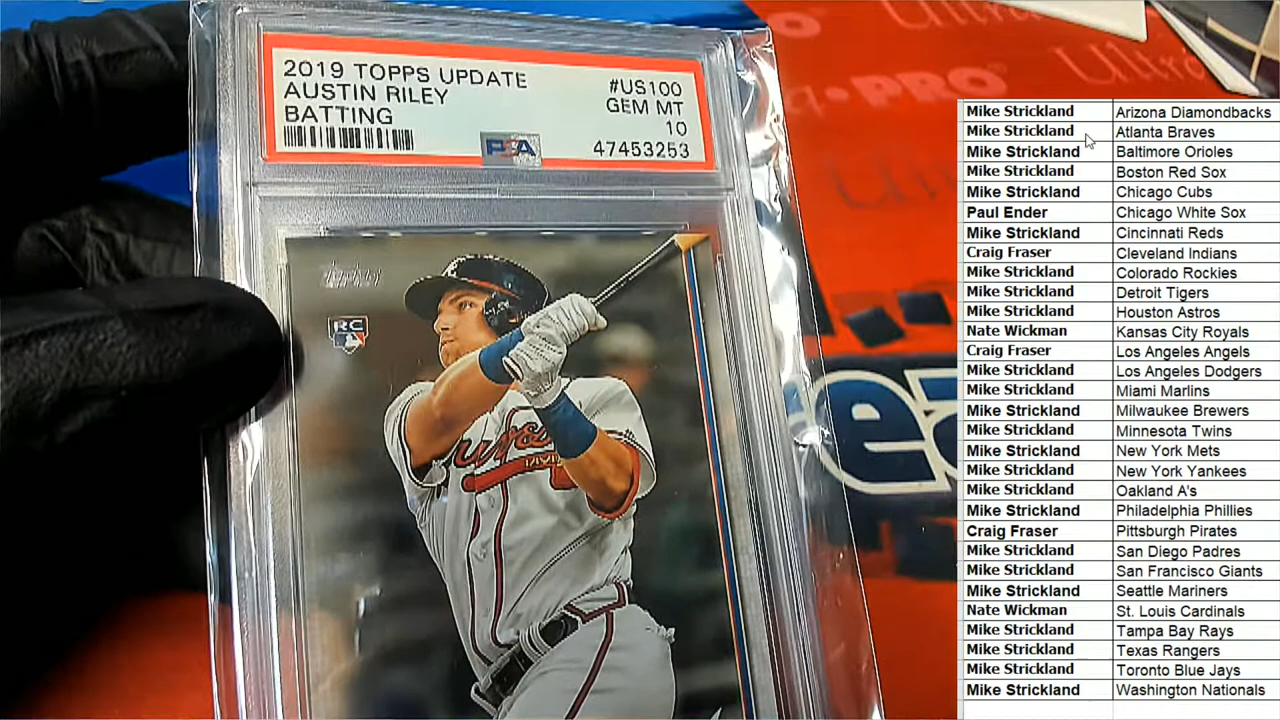 2019 TOPPS UPDATE
AUSTIN RILEY
BATTING
#US100
GEM MT
10
47453253
PSA
RC
PRO
Ultra
Mike Strickland Arizona Diamondbacks
Mike Strickland Atlanta Braves
Mike Strickland Baltimore Orioles
Mike Strickland Boston Red Sox
Mike Strickland Chicago Cubs
Paul Ender Chicago White Sox
Mike Strickland Cincinnati Reds
Craig Fraser Cleveland Indians
Mike Strickland Colorado Rockies
Mike Strickland Detroit Tigers
Mike Strickland Houston Astros
Nate Wickman Kansas City Royals
Craig Fraser Los Angeles Angels
Mike Strickland Los Angeles Dodgers
Mike Strickland Miami Marlins
Mike Strickland Milwaukee Brewers
Mike Strickland Minnesota Twins
Mike Strickland New York Mets
Mike Strickland New York Yankees
Mike Strickland Oakland A's
Mike Strickland Philadelphia Phillies
Craig Fraser Pittsburgh Pirates
Mike Strickland San Diego Padres
Mike Strickland San Francisco Giants
Mike Strickland Seattle Mariners
Nate Wickman St. Louis Cardinals
Mike Strickland Tampa Bay Rays
Mike Strickland Texas Rangers
Mike Strickland Toronto Blue Jays
Mike Strickland Washington Nationals